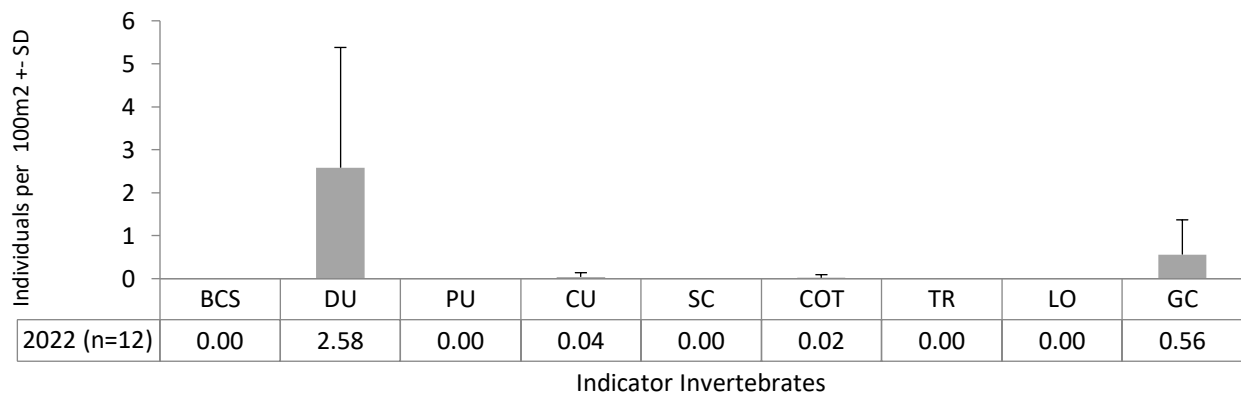 Individuals per 100m2 +- SD
6
5
4
3
2
1
0
BCS DU PU CU SC COT TR LO GC
2022 (n=12) 0.00 2.58 0.00 0.04 0.00 0.02 0.00 0.00 0.56
Indicator Invertebrates